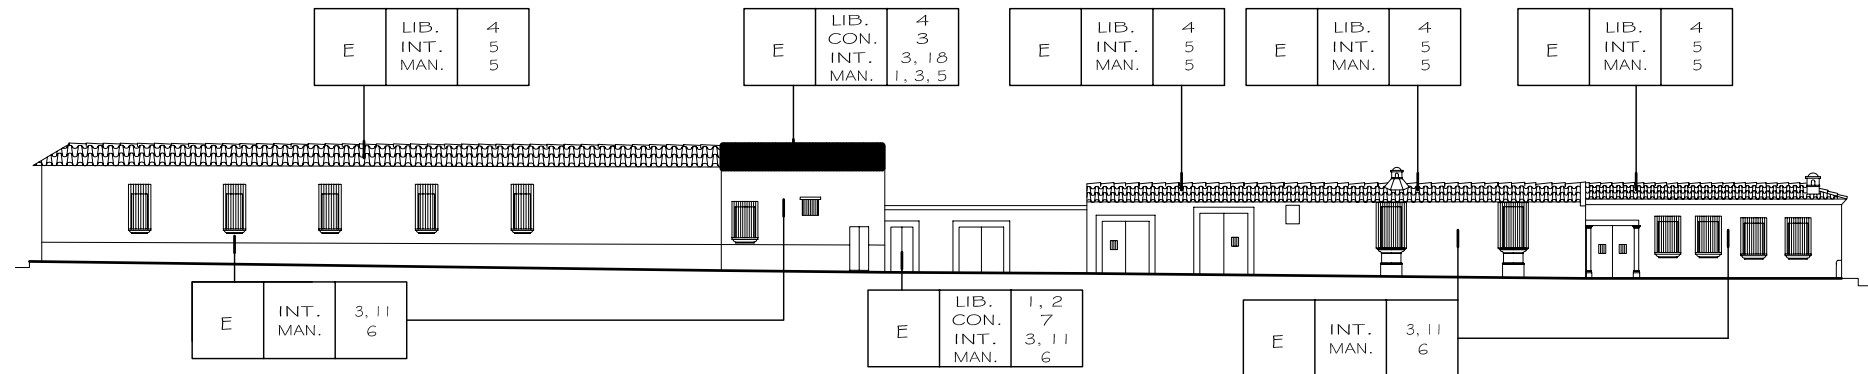 E LIB. 4
INT. 5
MAN. 5
E LIB. 4
CON. 3
INT. 3, 18
MAN. 1, 3, 5
E LIB. 4
INT. 5
MAN. 5
E LIB. 4
INT. 5
MAN. 5
E LIB. 4
INT. 5
MAN. 5
E INT. 3, 11
MAN. 6
E LIB. 1, 2
CON. 7
INT. 3, 11
MAN. 6
E INT. 3, 11
MAN. 6